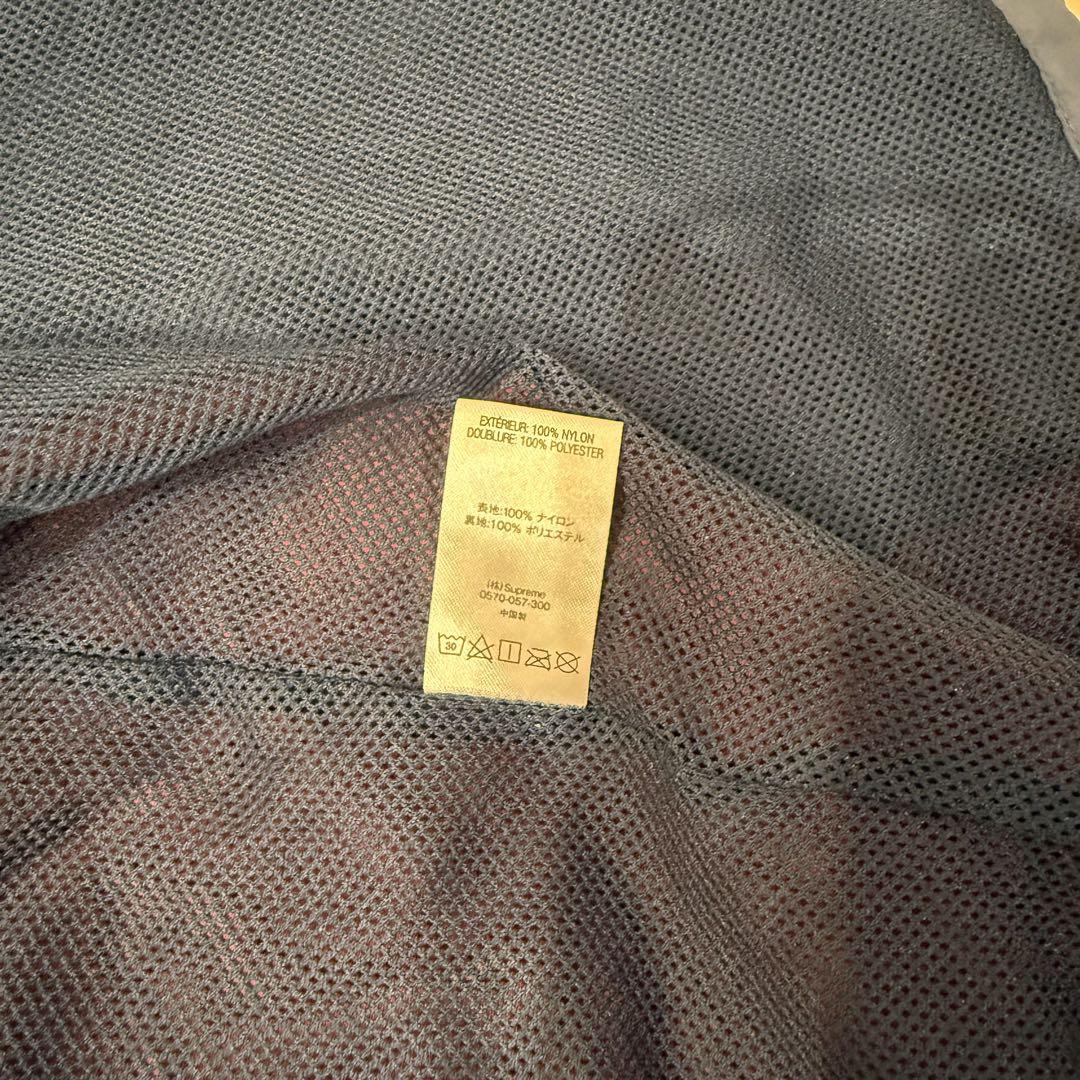 EXTÉRIEUR: 100% NYLON
DOUBLURE: 100% POLYESTER
表地:100% ナイロン
裏地:100% ポリエステル
(株)Supreme
0570-057-300
中国製
30